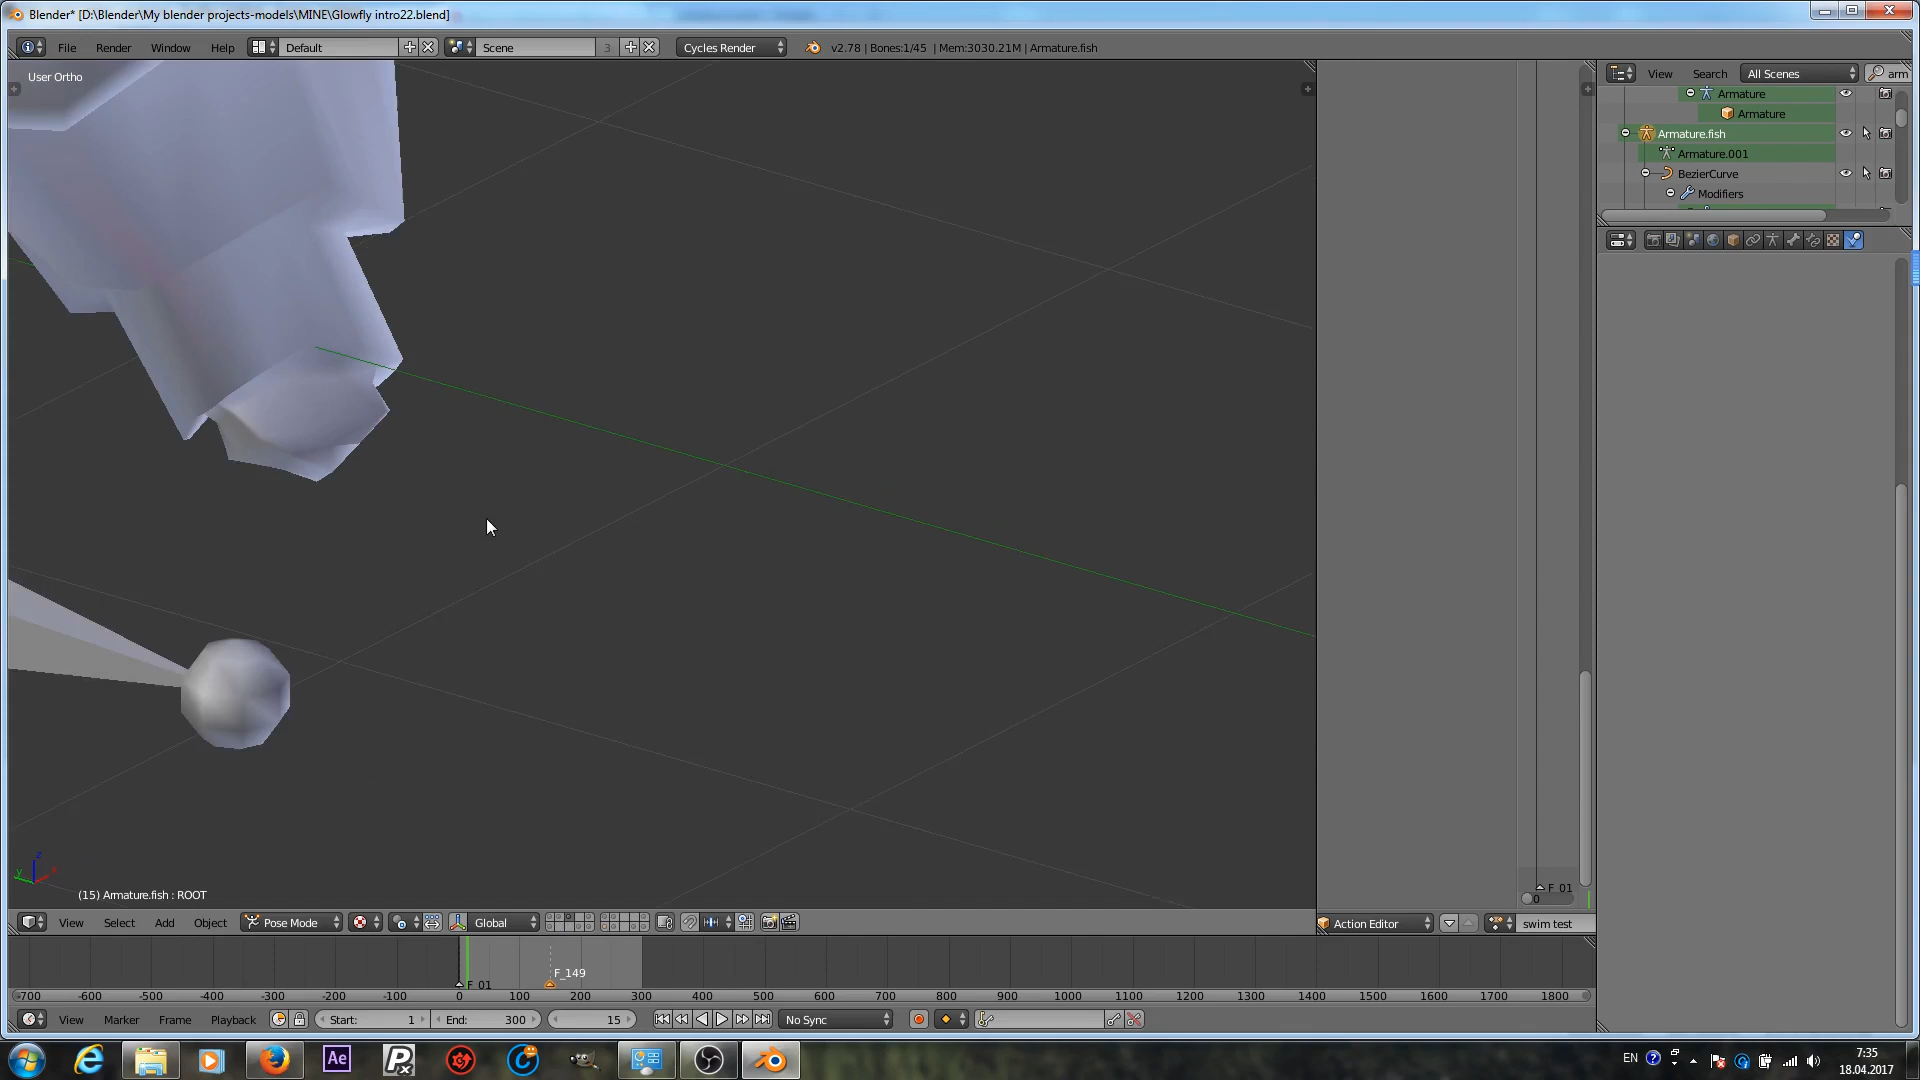 Blender* [D:\Blender\My blender projects-models\MINE\Glowfly intro22.blend]
File Render Window Help Default Scene 3 Cycles Render v2.78 | Bones:1/45 | Mem:3030.21M | Armature.fish
User Ortho
View Search All Scenes arm
Armature
Armature
Armature.fish
Armature.001
BezierCurve
Modifiers
z
y
x
(15) Armature.fish : ROOT
F_01
0
View Select Add Object Pose Mode Global Action Editor swim test
F_149
F_01
-700 -600 -500 -400 -300 -200 -100 0 100 200 300 400 500 600 700 800 900 1000 1100 1200 1300 1400 1500 1600 1700 1800
View Marker Frame Playback Start: 1 End: 300 15 No Sync
Ae
EN
7:35
18.04.2017